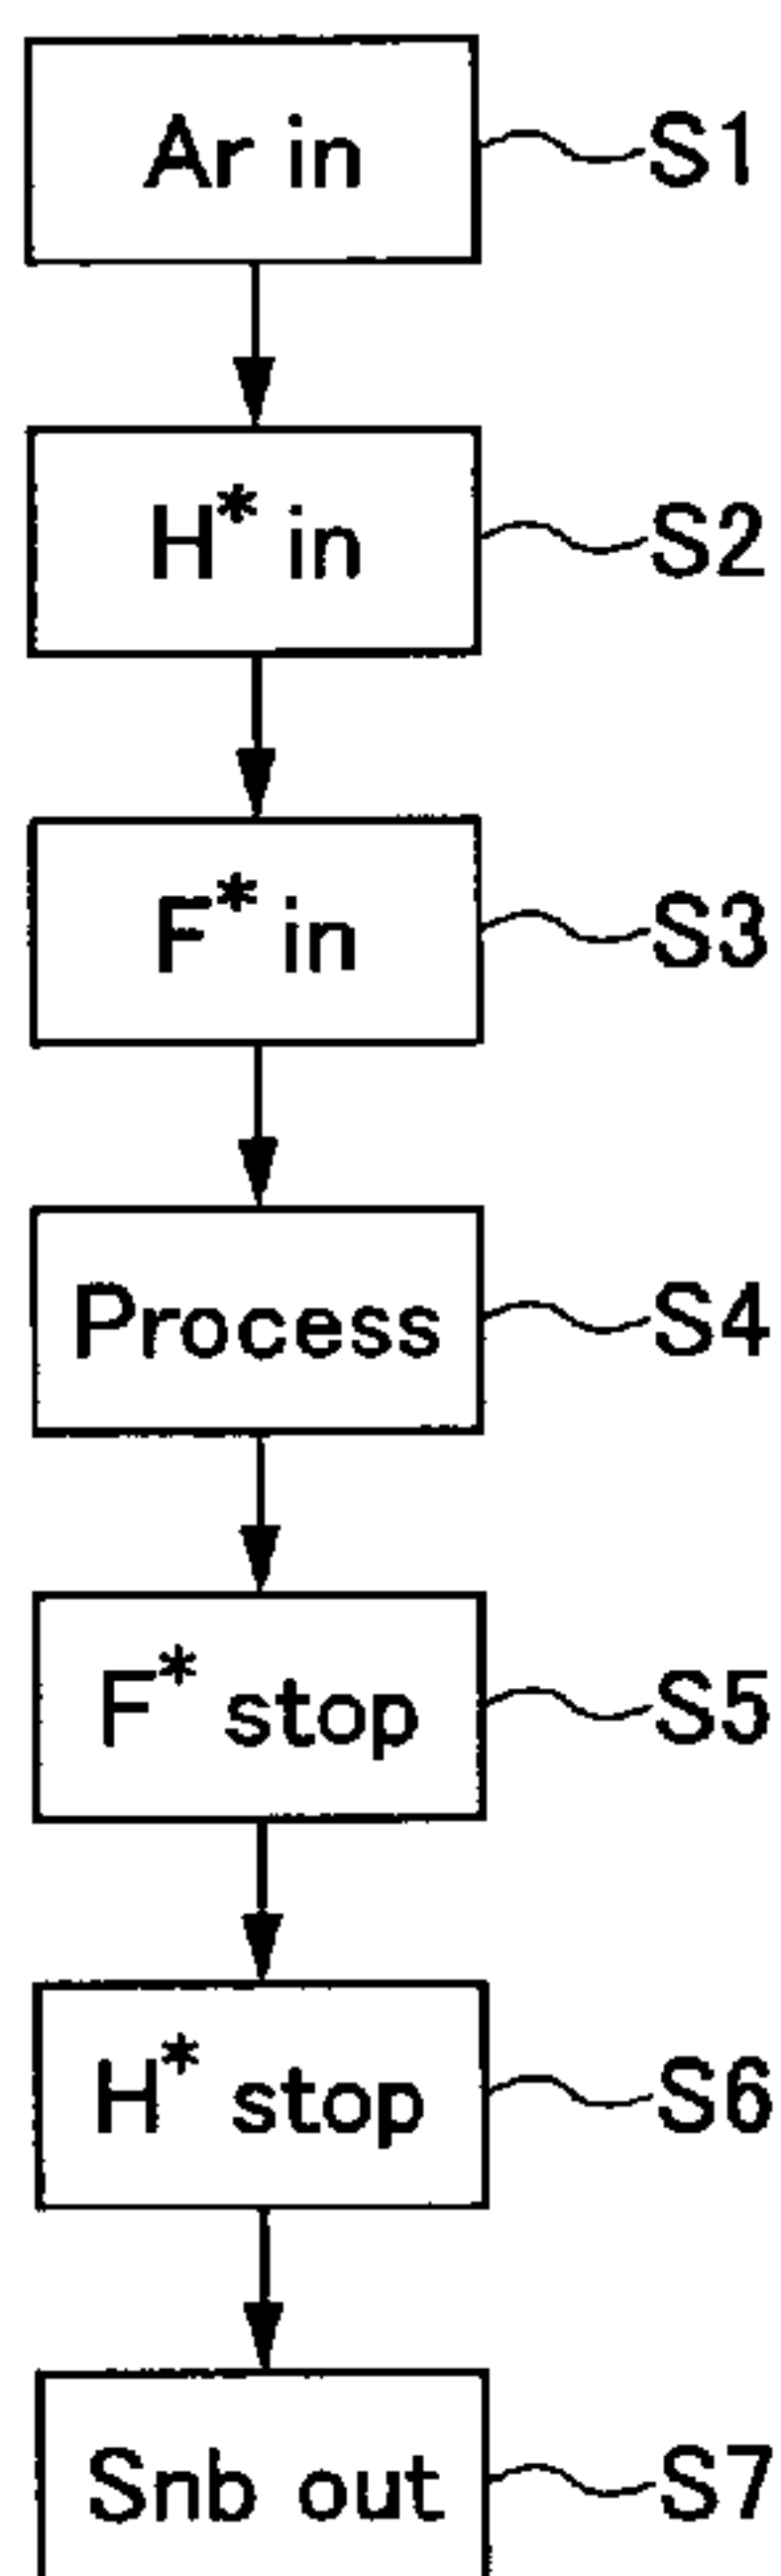 Ar in S1
H* in S2
F* in S3
Process S4
F* stop S5
H* stop S6
Snb out S7